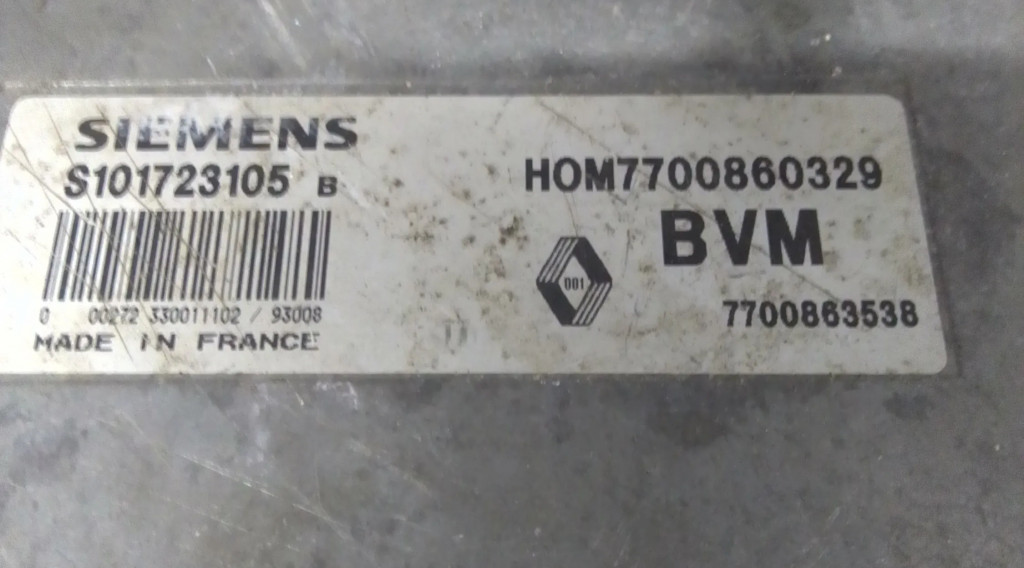 SIEMENS
S101723105 B
0 00272 330011102 / 93008
MADE IN FRANCE
HOM7700860329
BVM
001
7700863538